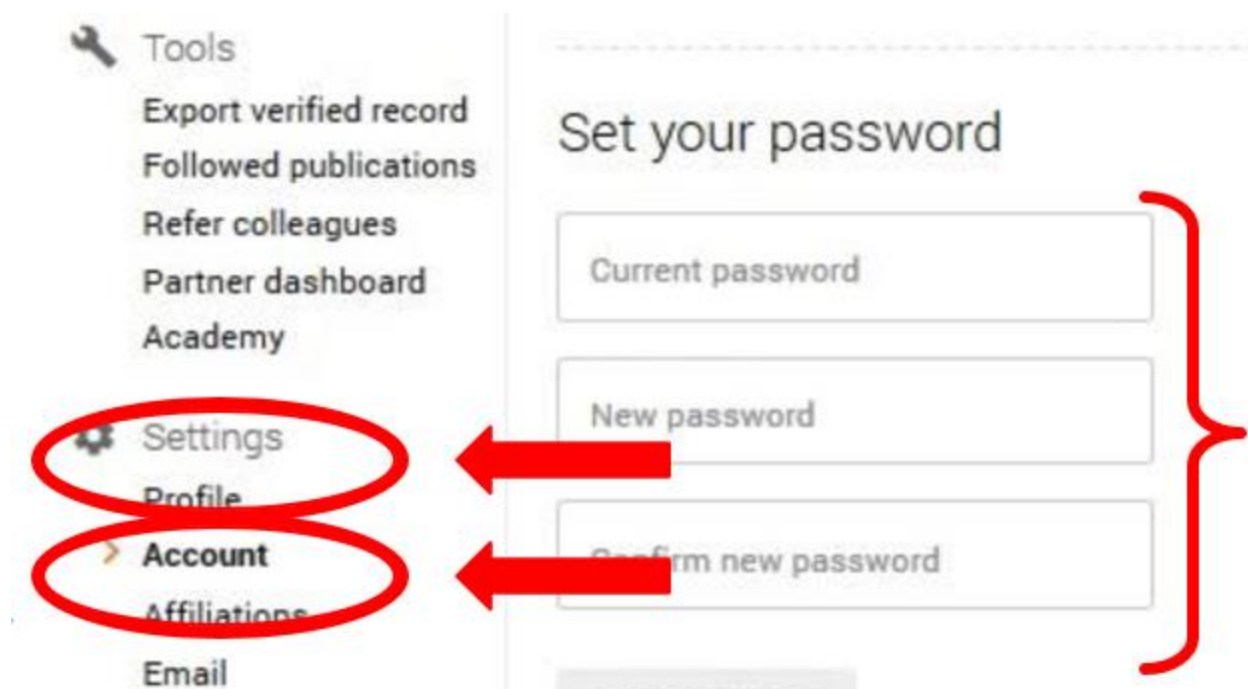 Tools
Export verified record
Followed publications
Refer colleagues
Partner dashboard
Academy
Settings
Profile
Account
Affiliations
Email
Set your password
Current password
New password
Confirm new password